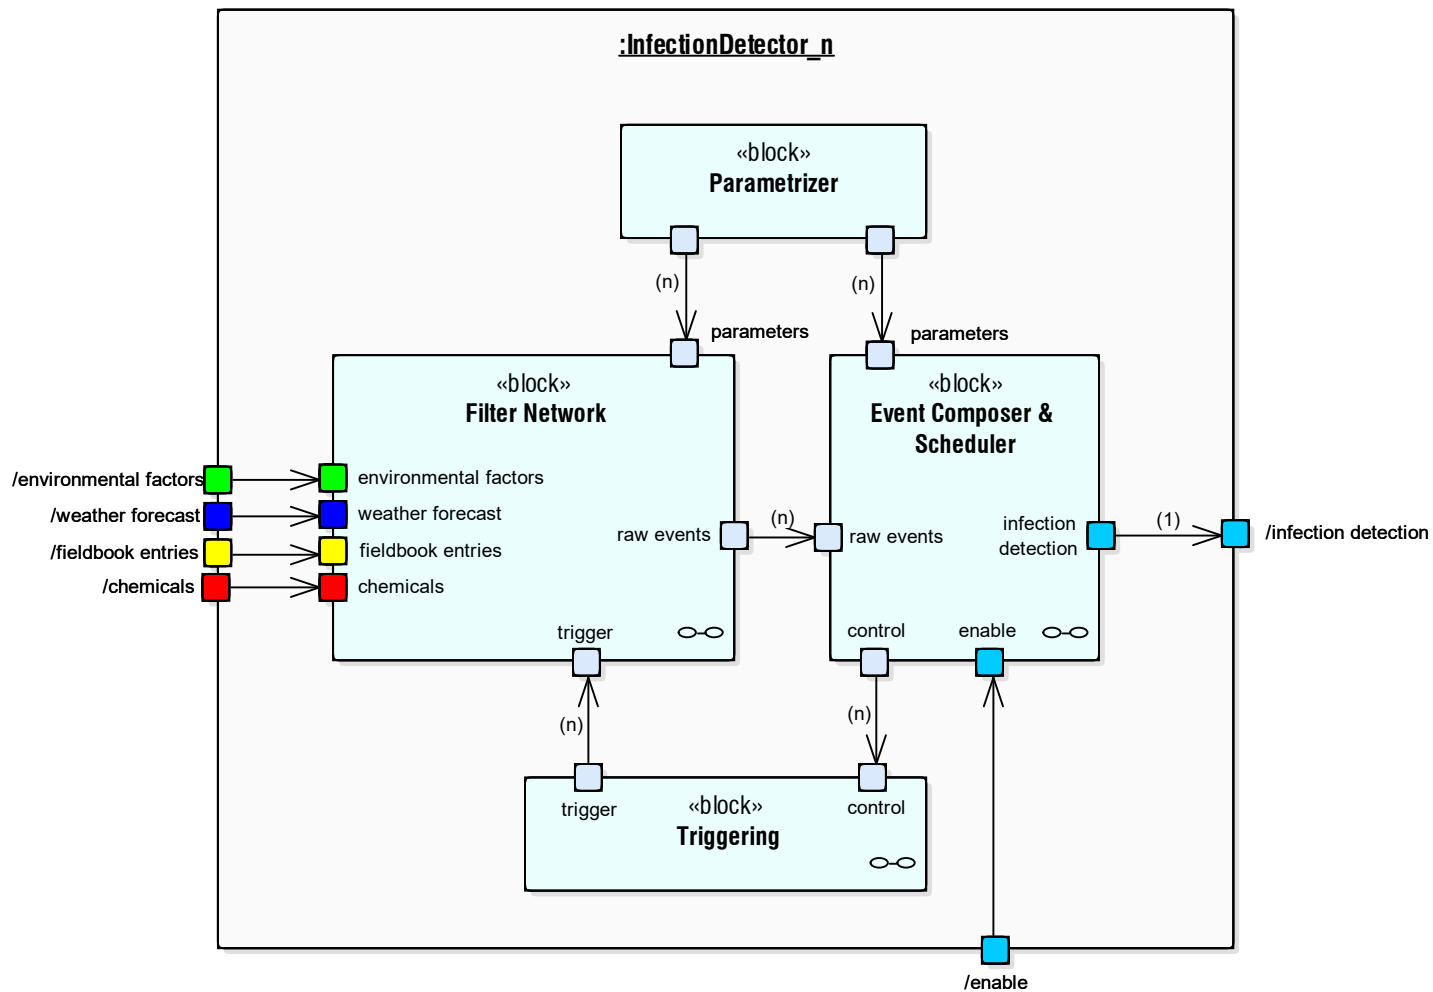 :InfectionDetector_n
«block»
Parametrizer
(n)
(n)
parameters
parameters
«block»
Filter Network
«block»
Event Composer &
Scheduler
/environmental factors
environmental factors
/weather forecast
weather forecast
/fieldbook entries
fieldbook entries
/chemicals
chemicals
raw events
(n)
raw events
infection
detection
(1)
/infection detection
trigger
control
enable
(n)
(n)
trigger
«block»
Triggering
control
/enable